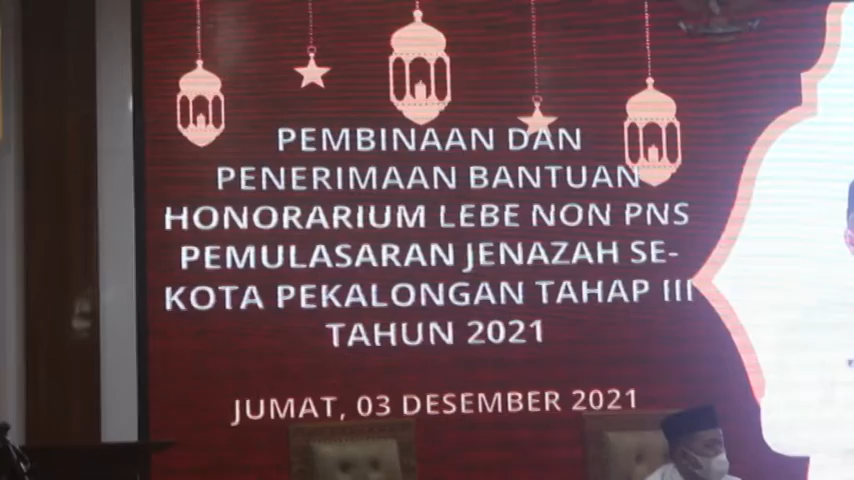 PEMBINAAN DAN
PENERIMAAN BANTUAN
HONORARIUM LEBE NON PNS
PEMULASARAN JENAZAH SE-
KOTA PEKALONGAN TAHAP III
TAHUN 2021
JUMAT, 03 DESEMBER 2021